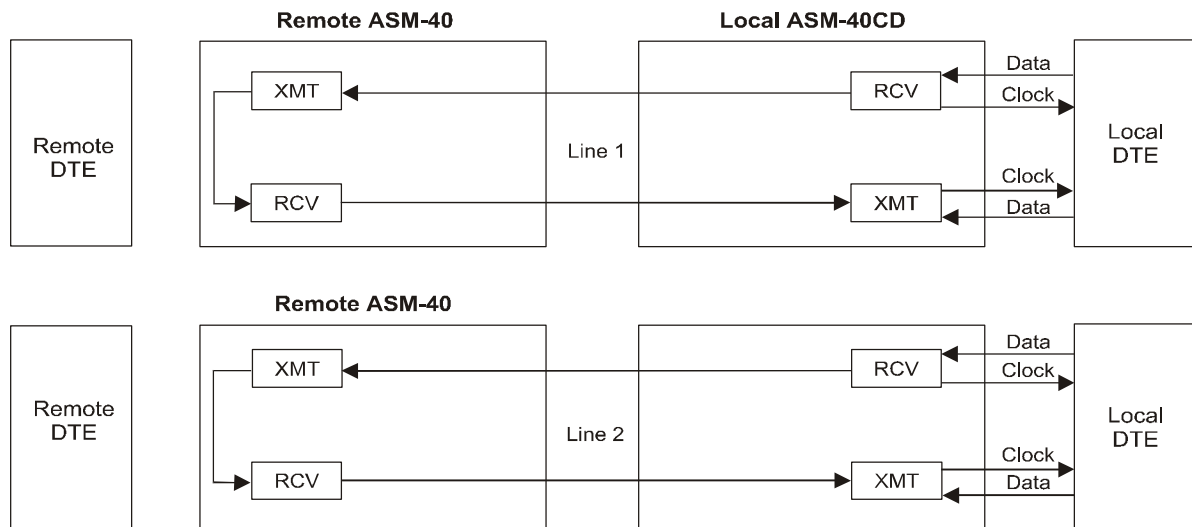 Remote ASM-40
Local ASM-40CD
Remote
DTE
XMT
RCV
Line 1
RCV
XMT
Data
Clock
Clock
Data
Local
DTE
Remote ASM-40
Remote
DTE
XMT
RCV
Line 2
RCV
XMT
Data
Clock
Clock
Data
Local
DTE